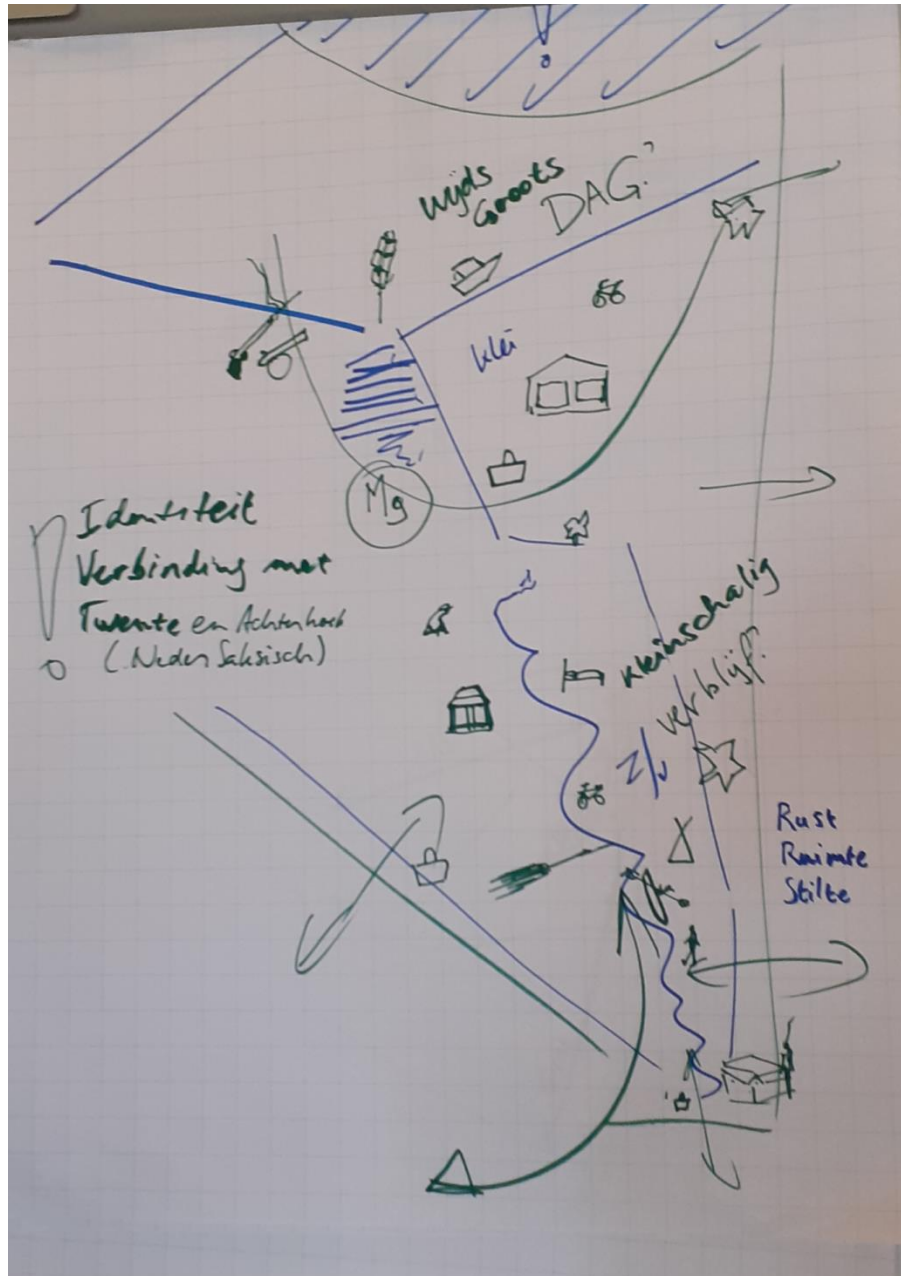 Wijds
Groots
DAG?
klei
Mg
Identiteit
Verbinding met
Twente en Achterhoek
(Neder Saksisch)
kleinschalig
verblijf?
Rust
Ruimte
Stilte